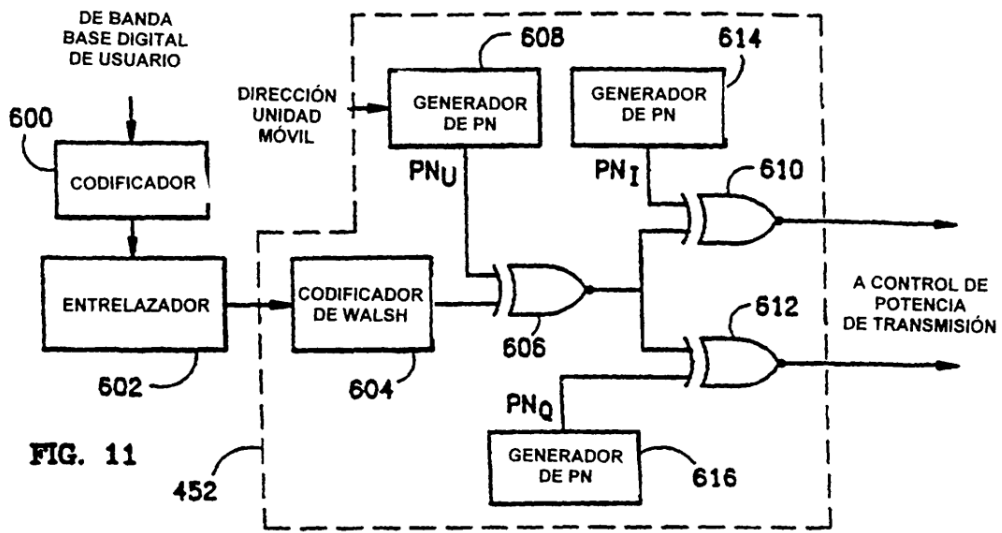 DE BANDA
BASE DIGITAL
DE USUARIO
600
CODIFICADOR
ENTRELAZADOR
602
DIRECCIÓN
UNIDAD
MÓVIL
608
GENERADOR
DE PN
PNU
614
GENERADOR
DE PN
PNI
610
CODIFICADOR
DE WALSH
604
606
612
A CONTROL DE
POTENCIA
DE TRANSMISIÓN
PNQ
GENERADOR
DE PN
616
452
FIG. 11